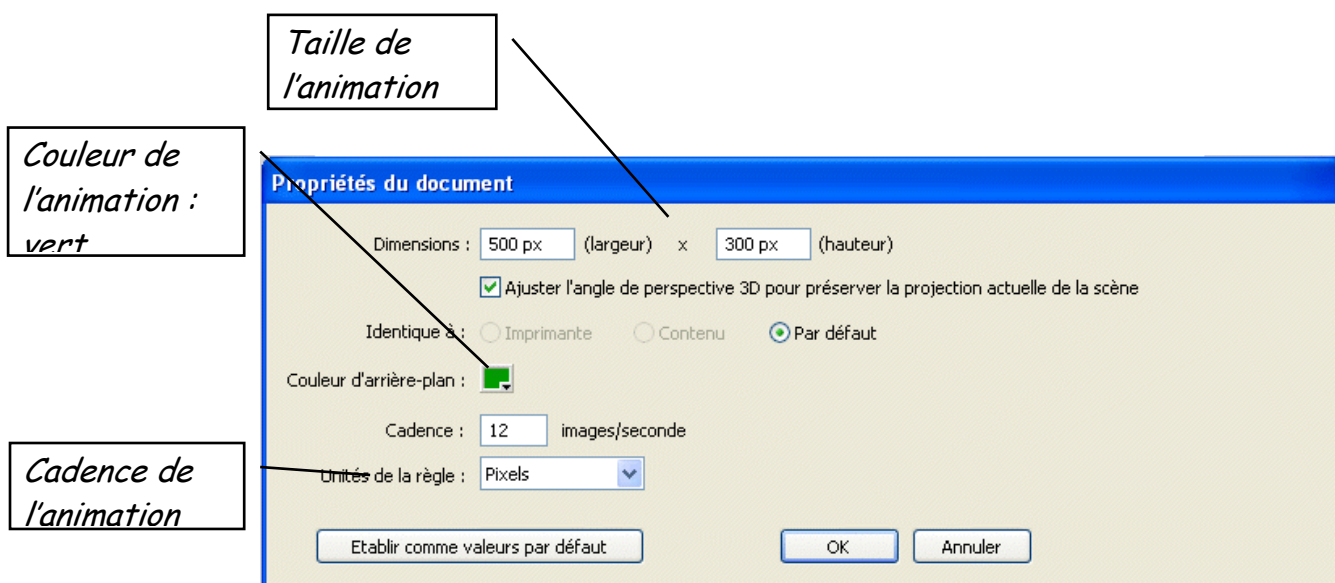 Taille de
l'animation
Couleur de
l'animation :
vert
Propriétés du document
Dimensions : 500 px (largeur) x 300 px (hauteur)
Ajuster l'angle de perspective 3D pour préserver la projection actuelle de la scène
Identique à : Imprimante Contenu Par défaut
Couleur d'arrière-plan :
Cadence : 12 images/seconde
Cadence de
l'animation
Unités de la règle : Pixels
Etablir comme valeurs par défaut OK Annuler